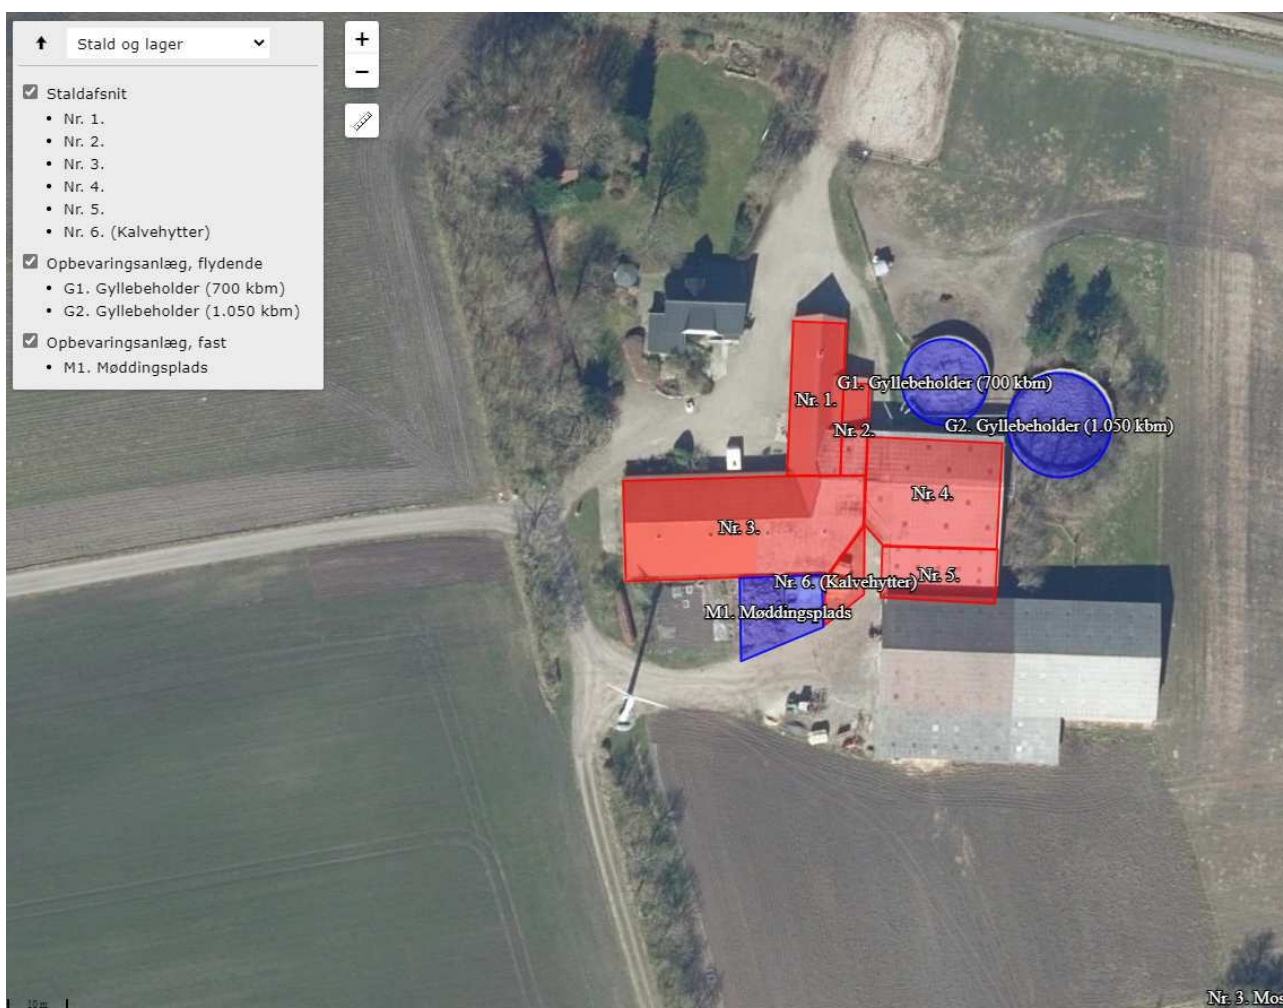 Stald og lager
Staldafsnit
Nr. 1.
Nr. 2.
Nr. 3.
Nr. 4.
Nr. 5.
Nr. 6. (Kalvehytter)
Opbevaringsanlæg, flydende
G1. Gyllebeholder (700 kbm)
G2. Gyllebeholder (1.050 kbm)
Opbevaringsanlæg, fast
M1. Møddingsplads
+
−
G1. Gyllebeholder (700 kbm)
Nr. 1.
G2. Gyllebeholder (1.050 kbm)
Nr. 2.
Nr. 4.
Nr. 3.
Nr. 5.
Nr. 6. (Kalvehytter)
M1. Møddingsplads
Nr. 3. Mos
10 m